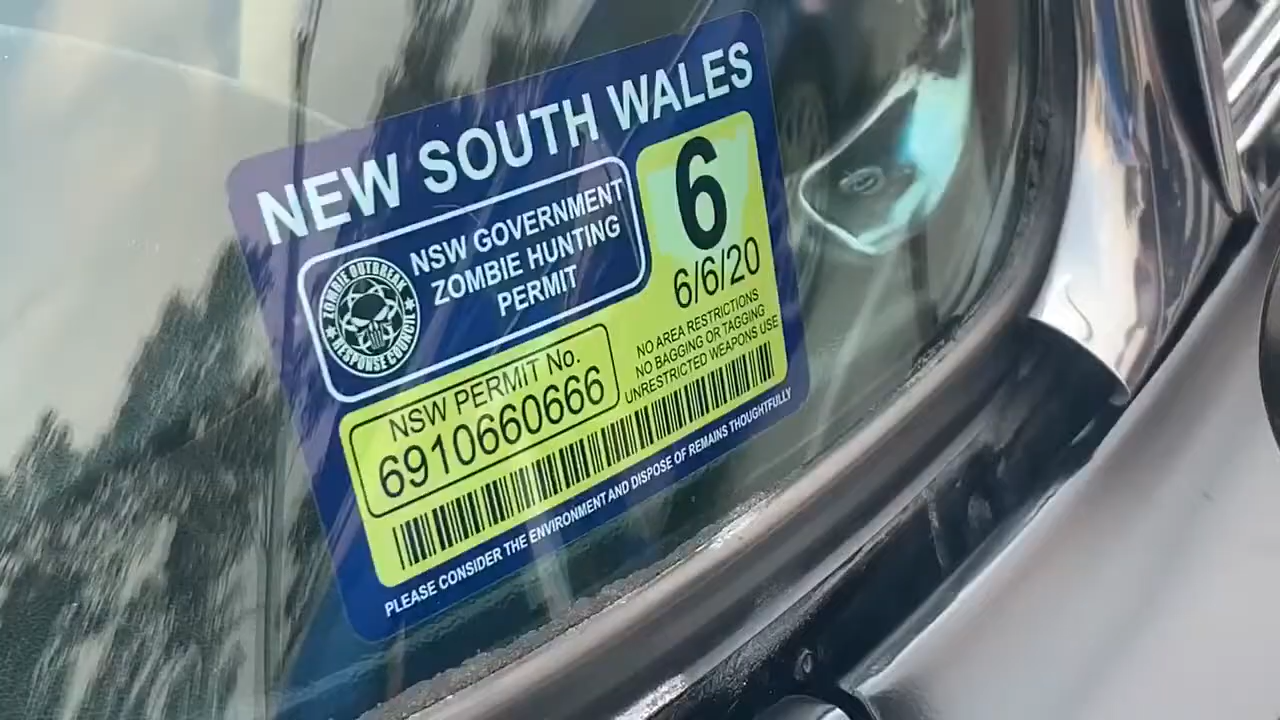 NEW SOUTH WALES
ZOMBIE OUTBREAK
RESPONSE COUNCIL
NSW GOVERNMENT
ZOMBIE HUNTING
PERMIT
6
6/6/20
NO AREA RESTRICTIONS
NO BAGGING OR TAGGING
UNRESTRICTED WEAPONS USE
NSW PERMIT No.
6910660666
PLEASE CONSIDER THE ENVIRONMENT AND DISPOSE OF REMAINS THOUGHTFULLY